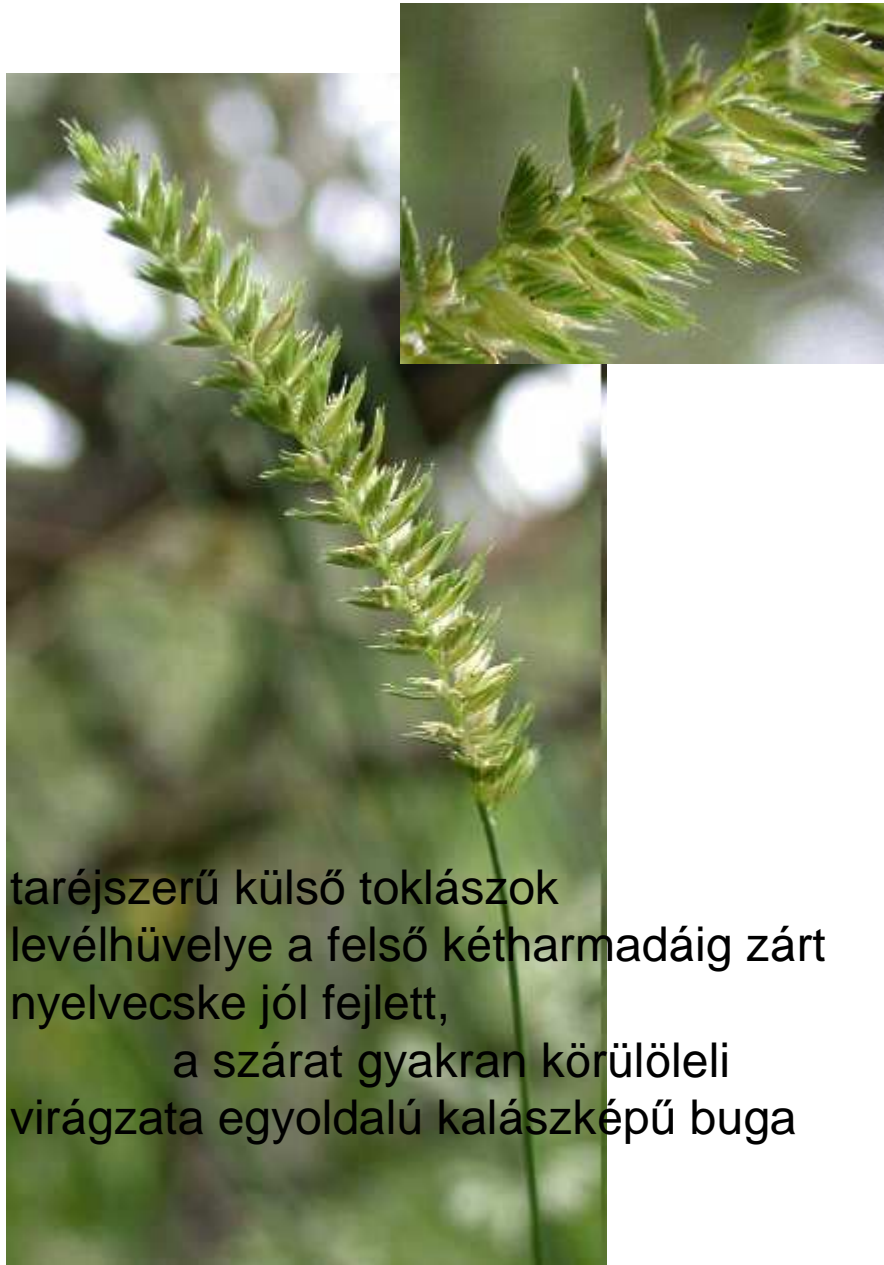 taréjszerű külső toklászok
levélhüvelye a felső kétharmadáig zárt
nyelvecske jól fejlett,
a szárat gyakran körülöleli
virágzata egyoldalú kalászképű buga